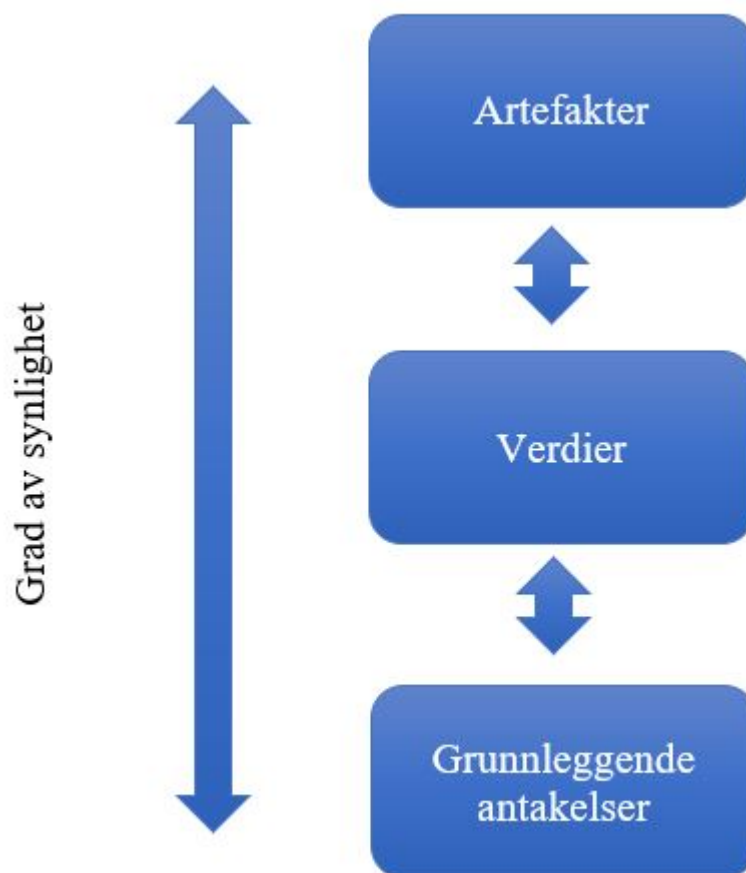 Artefakter
Grad av synlighet
Verdier
Grunnleggende
antakelser